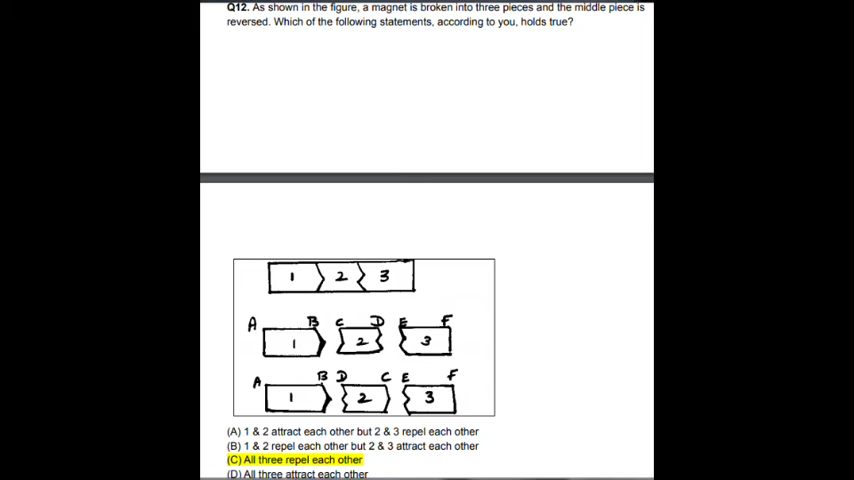 Q12. As shown in the figure, a magnet is broken into three pieces and the middle piece is
reversed. Which of the following statements, according to you, holds true?
1 2 3
A B C D E F
1 2 3
A B D C E F
1 2 3
(A) 1 & 2 attract each other but 2 & 3 repel each other
(B) 1 & 2 repel each other but 2 & 3 attract each other
(C) All three repel each other
(D) All three attract each other